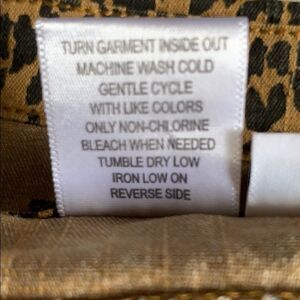 TURN GARMENT INSIDE OUT
MACHINE WASH COLD
GENTLE CYCLE
WITH LIKE COLORS
ONLY NON-CHLORINE
BLEACH WHEN NEEDED
TUMBLE DRY LOW
IRON LOW ON
REVERSE SIDE